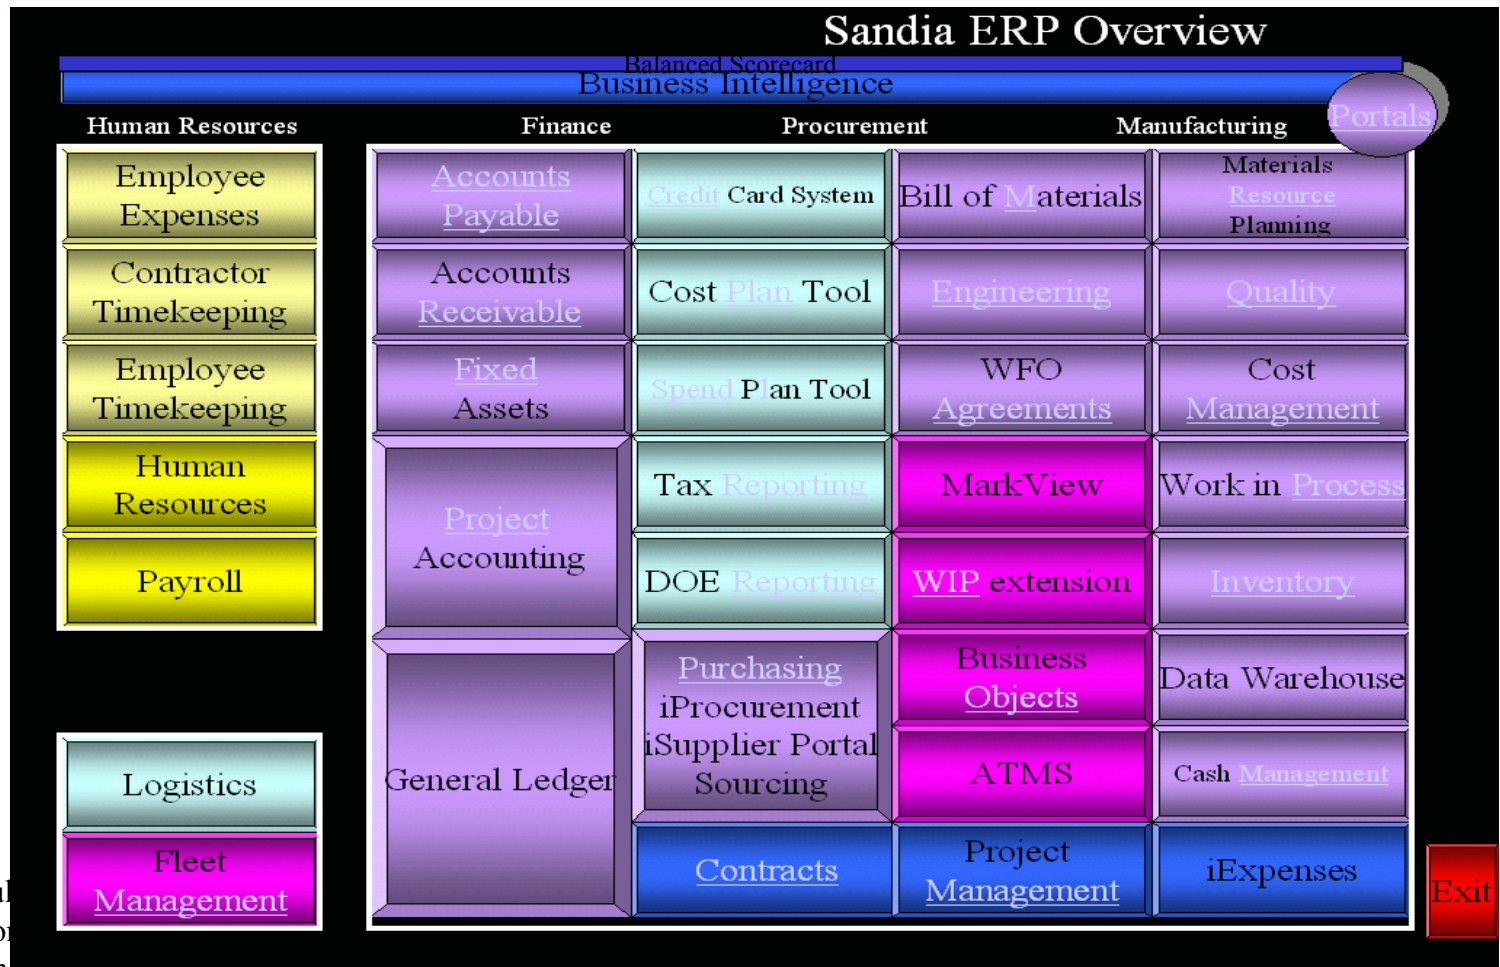 Sandia ERP Overview
Balanced Scorecard
Business Intelligence
Portals
Human Resources
Finance
Procurement
Manufacturing
Employee
Expenses
Contractor
Timekeeping
Employee
Timekeeping
Human
Resources
Payroll
Logistics
Fleet
Management
Accounts
Payable
Accounts
Receivable
Fixed
Assets
Project
Accounting
General Ledger
Credit Card System
Cost Plan Tool
Spend Plan Tool
Tax Reporting
DOE Reporting
Purchasing
iProcurement
iSupplier Portal
Sourcing
Contracts
Bill of Materials
Engineering
WFO
Agreements
MarkView
WIP extension
Business
Objects
ATMS
Project
Management
Materials
Resource
Planning
Quality
Cost
Management
Work in Process
Inventory
Data Warehouse
Cash Management
iExpenses
Exit